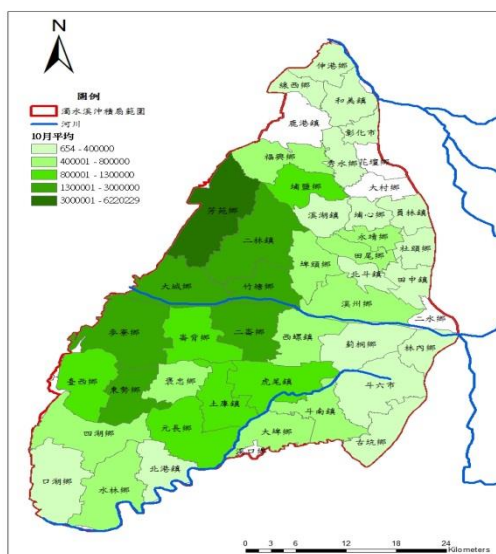 N
圖例
濁水溪沖積扇範圍
河川
10月平均
654 - 400000
400001 - 800000
800001 - 1300000
1300001 - 3000000
3000001 - 6220229
伸港鄉
線西鄉
和美鎮
鹿港鎮
彰化市
福興鄉
秀水鄉
花壇鄉
埔鹽鄉
大村鄉
芳苑鄉
溪湖鎮
埔心鄉
員林鎮
二林鎮
永靖鄉
社頭鄉
埤頭鄉
田尾鄉
北斗鎮
田中鎮
大城鄉
竹塘鄉
溪州鄉
二水鄉
麥寮鄉
崙背鄉
二崙鄉
西螺鎮
莿桐鄉
林內鄉
臺西鄉
東勢鄉
褒忠鄉
虎尾鎮
斗六市
土庫鎮
斗南鎮
四湖鄉
元長鄉
大埤鄉
古坑鄉
北港鎮
溪口鄉
口湖鄉
水林鄉
0 2 4 8 12 16 20 24
Kilometers